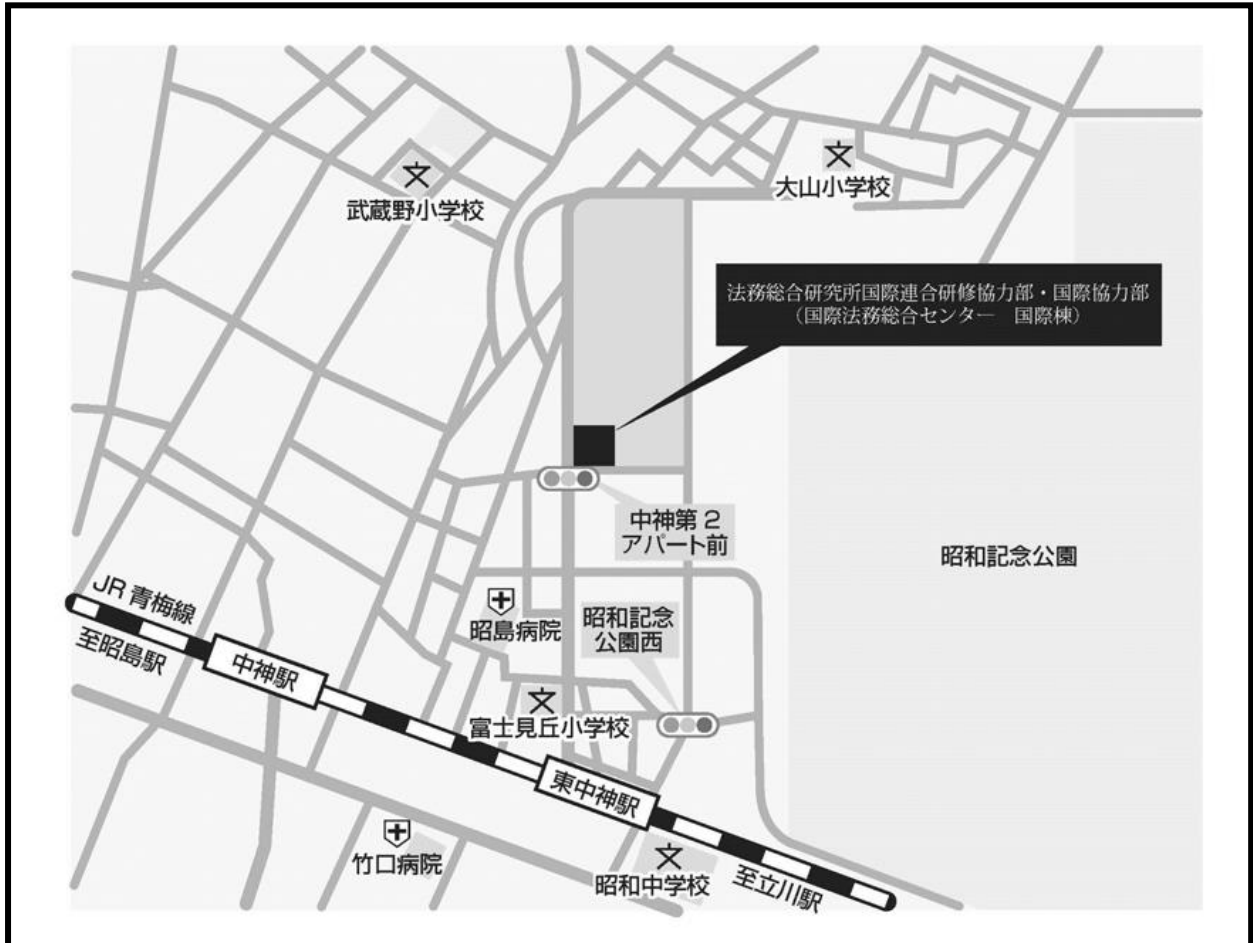 武蔵野小学校
大山小学校
法務総合研究所国際連合研修協力部・国際協力部
（国際法務総合センター　国際棟）
中神第２
アパート前
昭和記念公園
昭島病院
昭和記念
公園西
JR青梅線
至昭島駅
中神駅
富士見丘小学校
東中神駅
竹口病院
昭和中学校
至立川駅